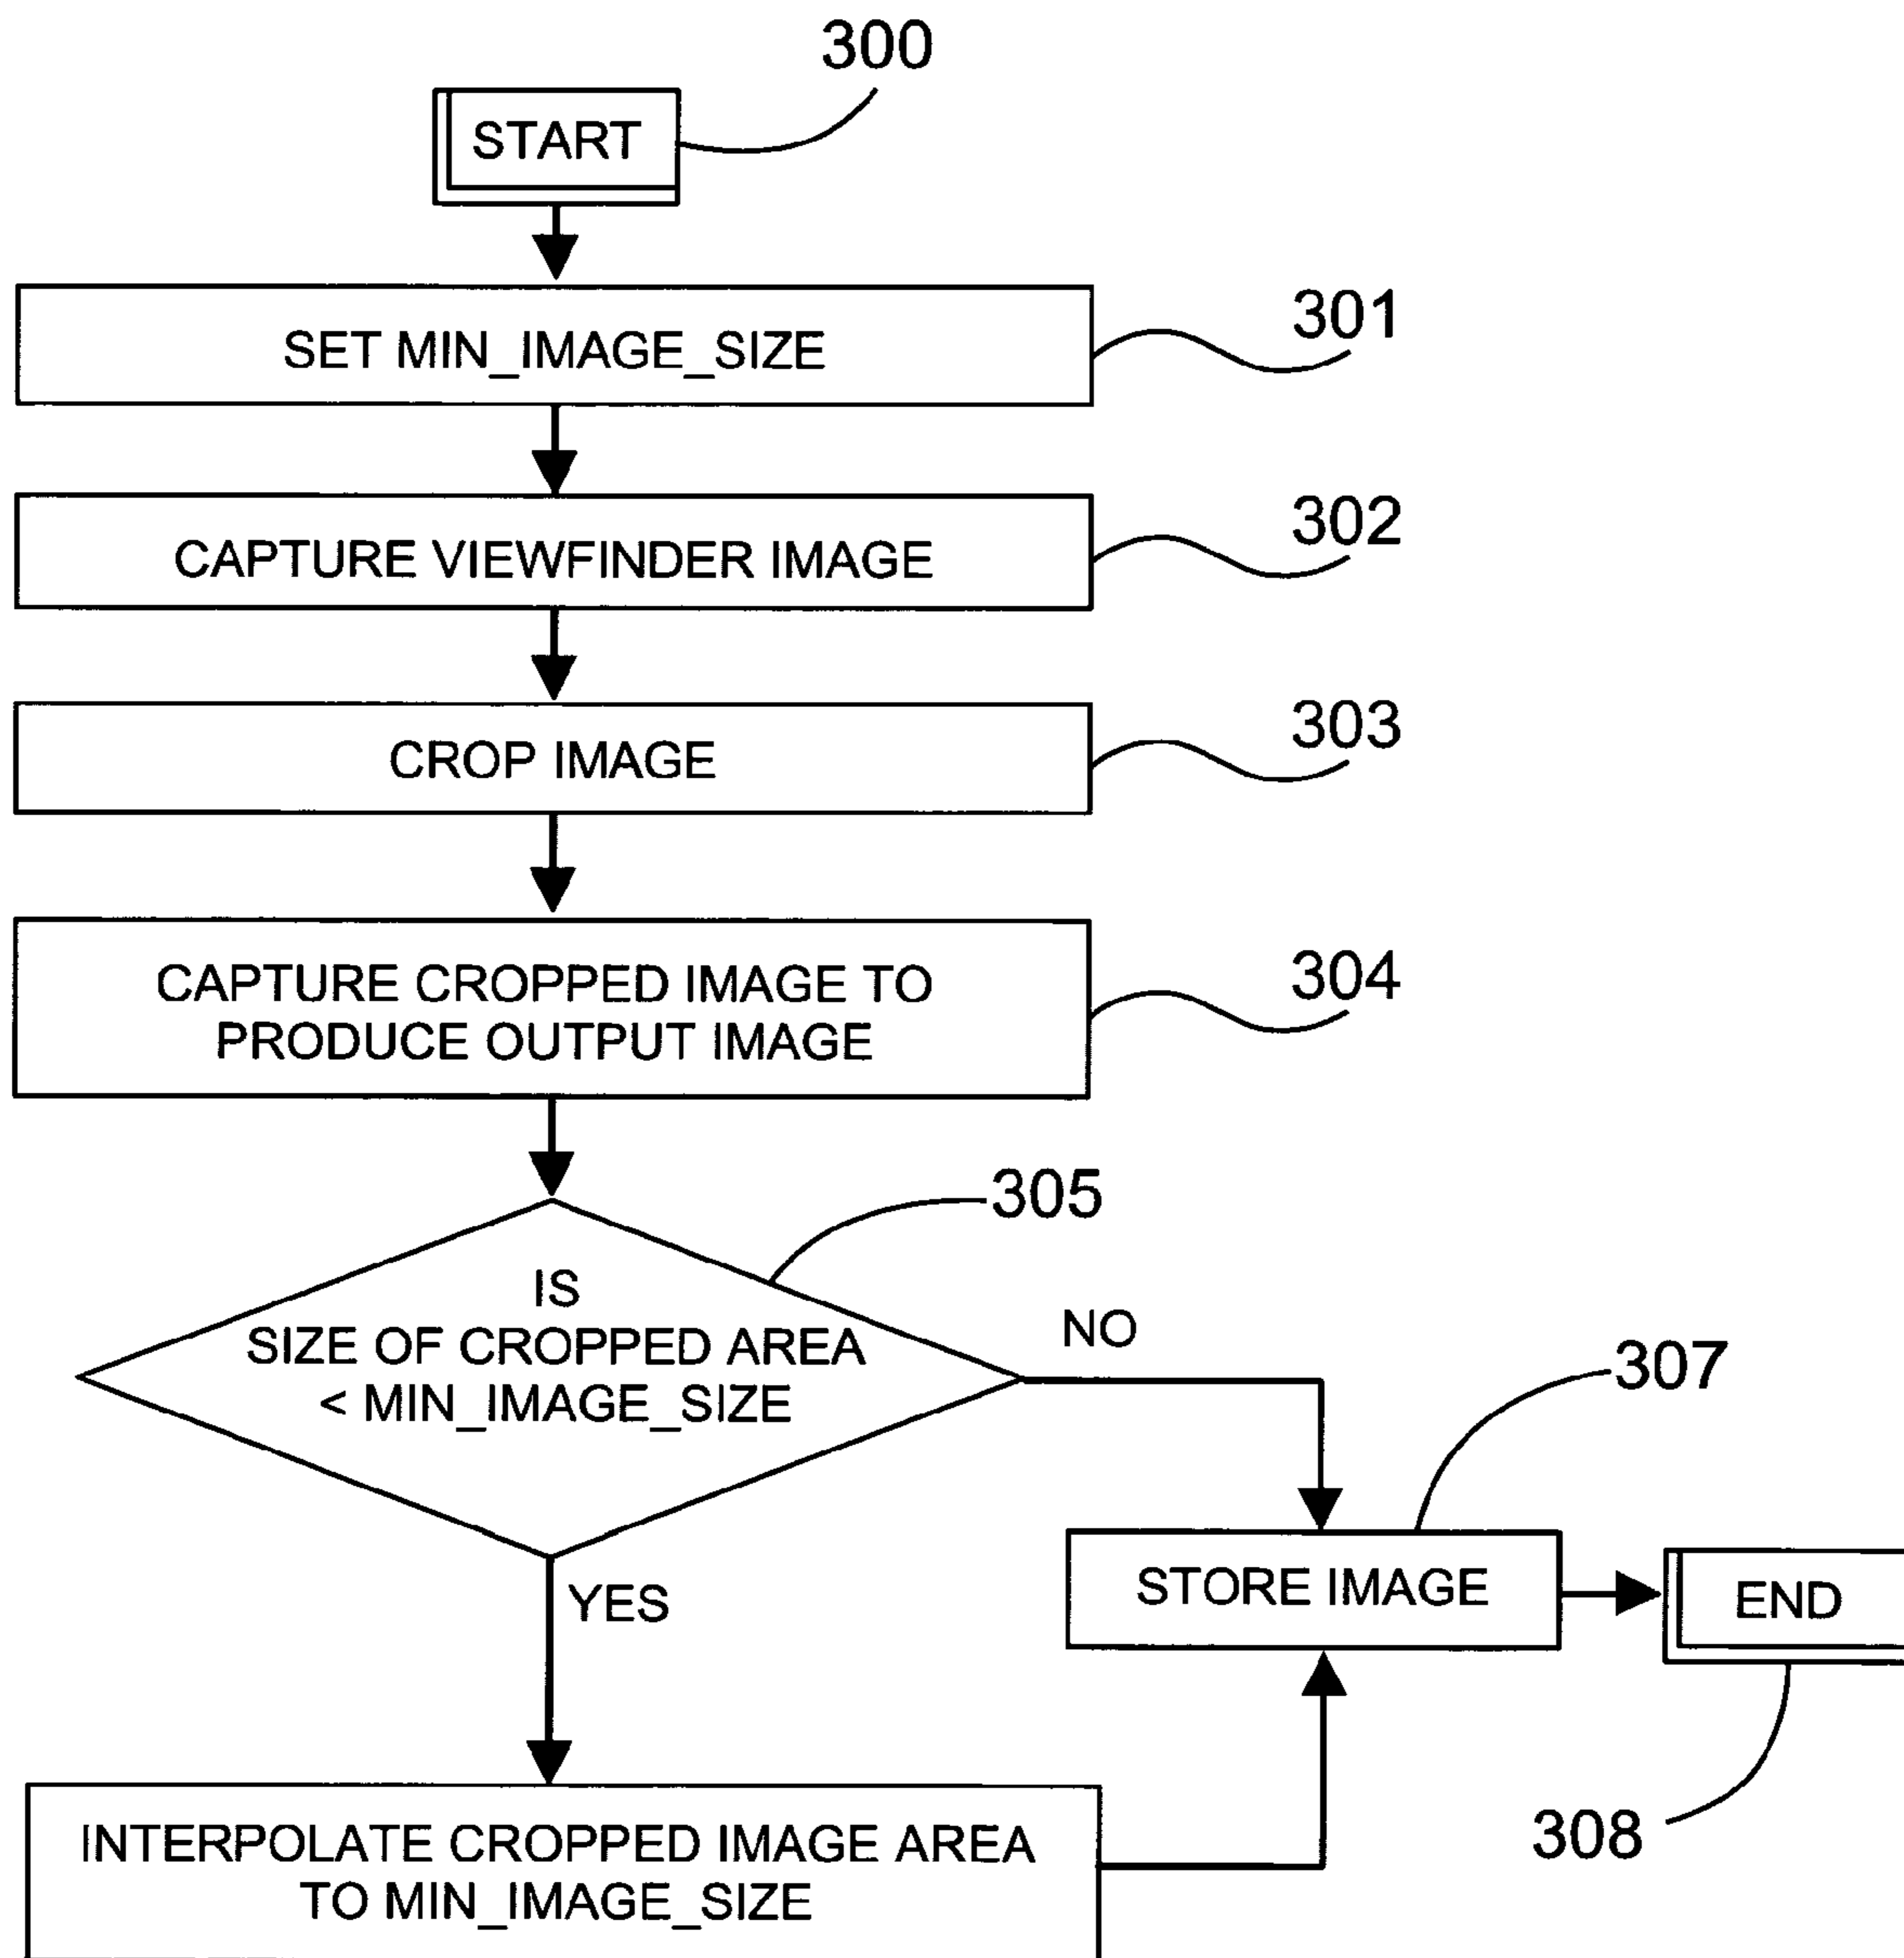 300
START
SET MIN_IMAGE_SIZE
301
CAPTURE VIEWFINDER IMAGE
302
CROP IMAGE
303
CAPTURE CROPPED IMAGE TO
PRODUCE OUTPUT IMAGE
304
305
IS
SIZE OF CROPPED AREA
< MIN_IMAGE_SIZE
NO
YES
307
STORE IMAGE
END
308
INTERPOLATE CROPPED IMAGE AREA
TO MIN_IMAGE_SIZE